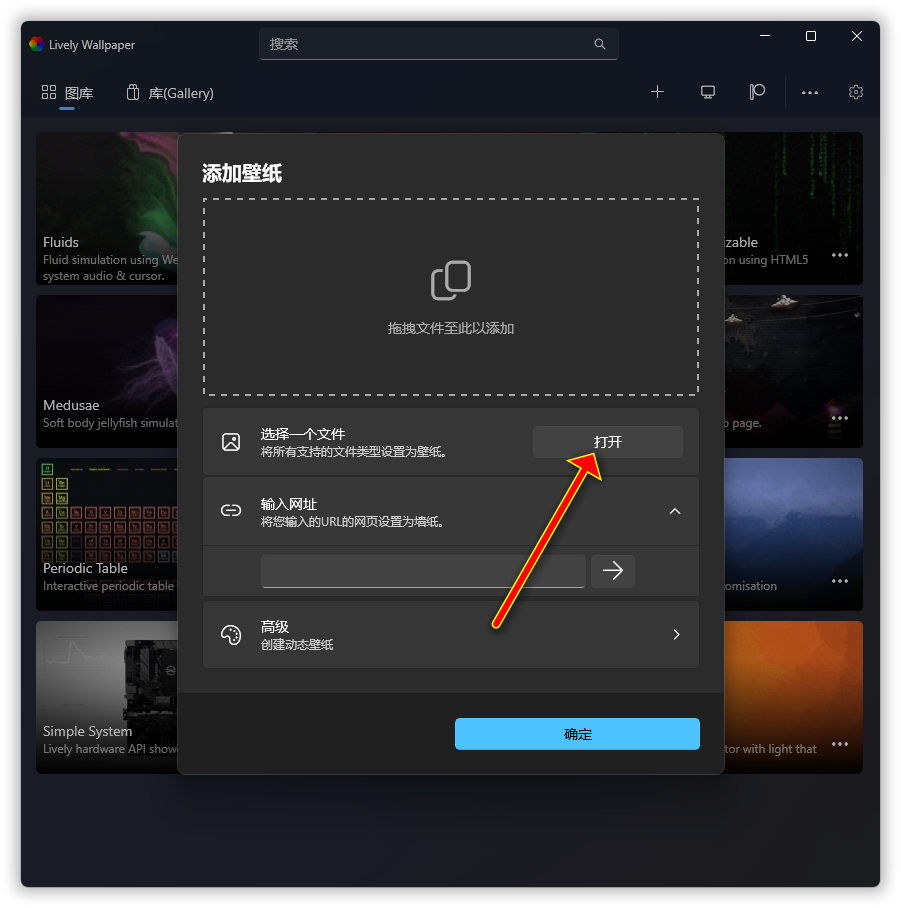 Lively Wallpaper
搜索
图库
库(Gallery)
添加壁纸
拖拽文件至此以添加
选择一个文件
将所有支持的文件类型设置为壁纸。
打开
输入网址
将您输入的URL的网页设置为墙纸。
高级
创建动态壁纸
确定
Fluids
Fluid simulation using We
system audio & cursor.
izable
on using HTML5
Medusae
Soft body jellyfish simulat
o page.
Periodic Table
Interactive periodic table
omisation
Simple System
Lively hardware API show
tor with light that